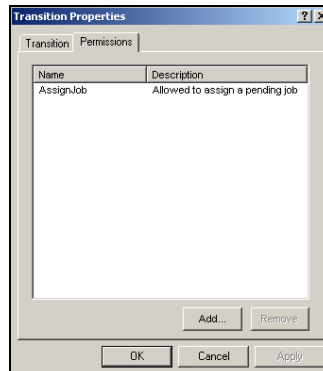 Transition Properties
Transition Permissions
Name Description
AssignJob Allowed to assign a pending job
Add... Remove
OK Cancel Apply